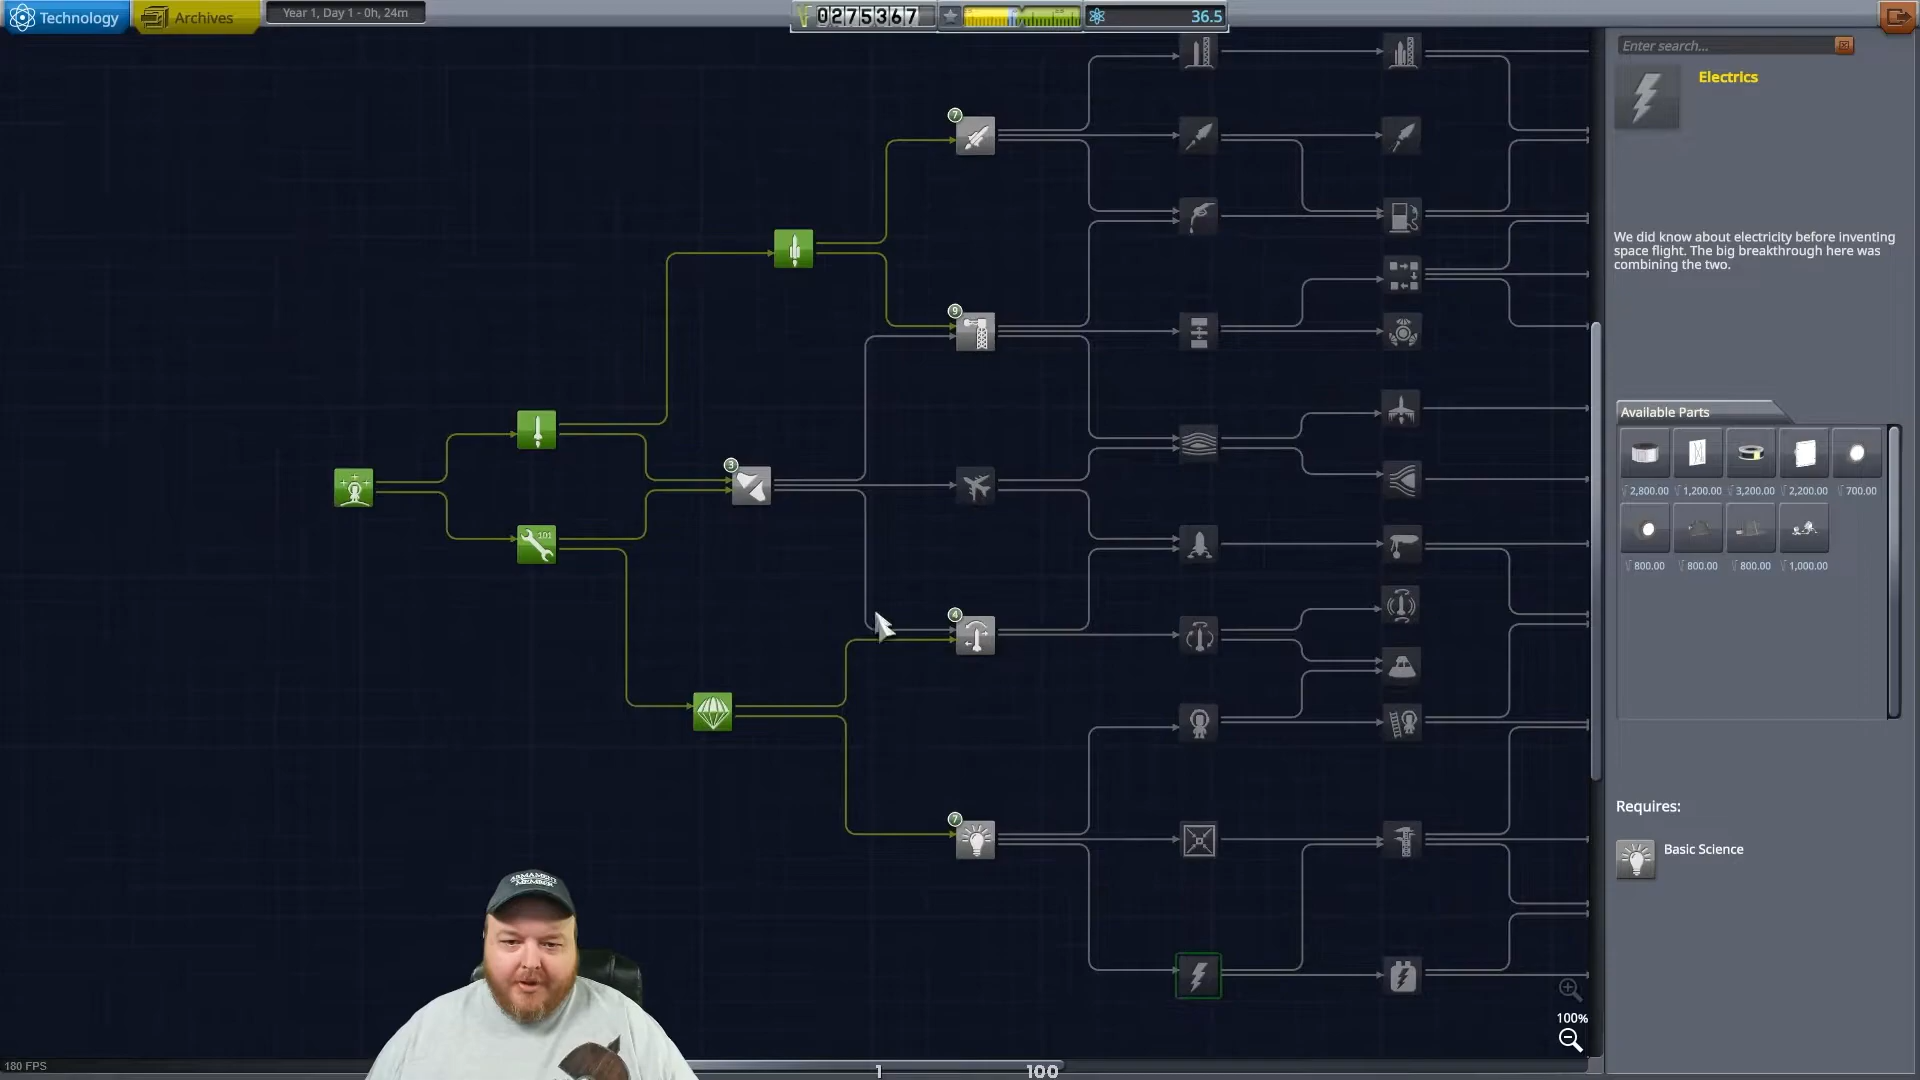 Technology
Archives
Year 1, Day 1 - 0h, 24m
0275367
36.5
Enter search...
Electrics
We did know about electricity before inventing
space flight. The big breakthrough here was
combining the two.
Available Parts
2,800.00 1,200.00 3,200.00 2,200.00 700.00
800.00 800.00 800.00 1,000.00
Requires:
Basic Science
7
9
3
4
7
101
ARMAMENT
MEMBER
100%
180 FPS
1 100